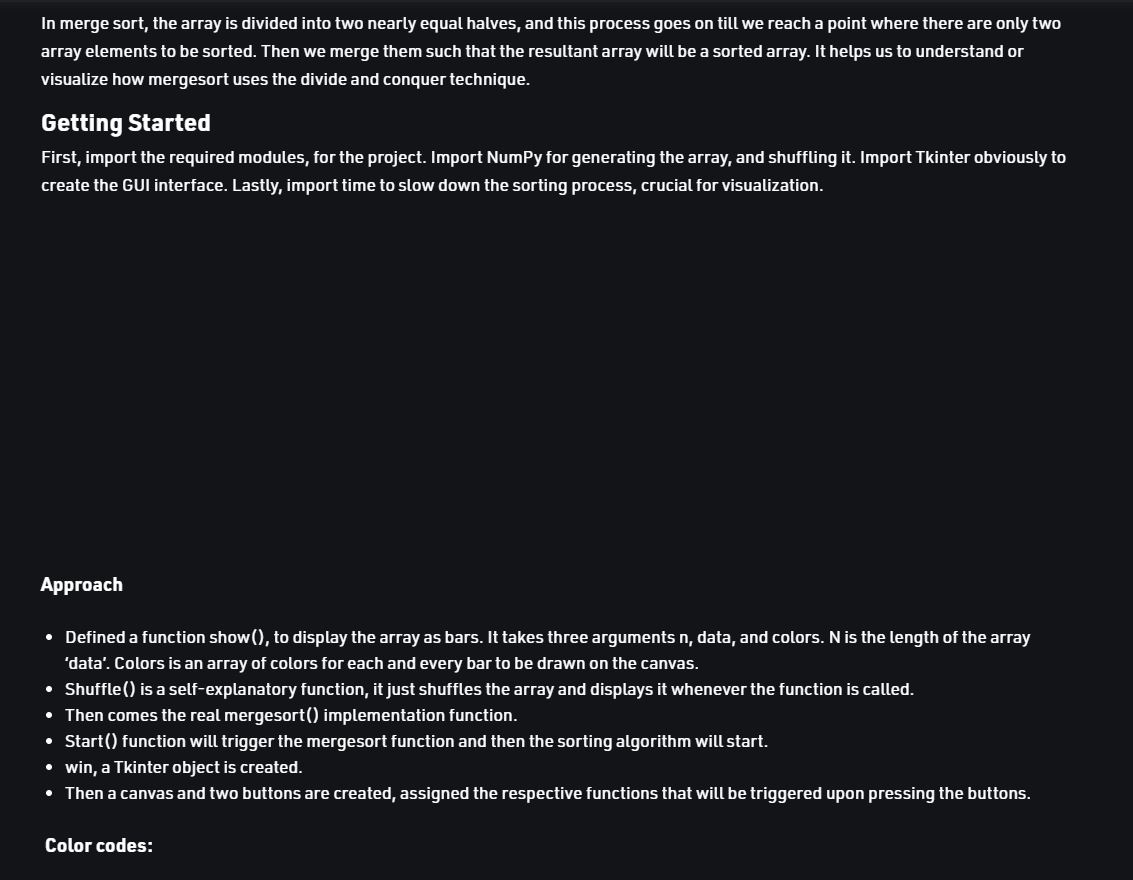 In merge sort, the array is divided into two nearly equal halves, and this process goes on till we reach a point where there are only two
array elements to be sorted. Then we merge them such that the resultant array will be a sorted array. It helps us to understand or
visualize how mergesort uses the divide and conquer technique.
Getting Started
First, import the required modules, for the project. Import NumPy for generating the array, and shuffling it. Import Tkinter obviously to
create the GUI interface. Lastly, import time to slow down the sorting process, crucial for visualization.
Approach
• Defined a function show(), to display the array as bars. It takes three arguments n, data, and colors. N is the length of the array
‘data’. Colors is an array of colors for each and every bar to be drawn on the canvas.
• Shuffle() is a self-explanatory function, it just shuffles the array and displays it whenever the function is called.
• Then comes the real mergesort() implementation function.
• Start() function will trigger the mergesort function and then the sorting algorithm will start.
• win, a Tkinter object is created.
• Then a canvas and two buttons are created, assigned the respective functions that will be triggered upon pressing the buttons.
Color codes: